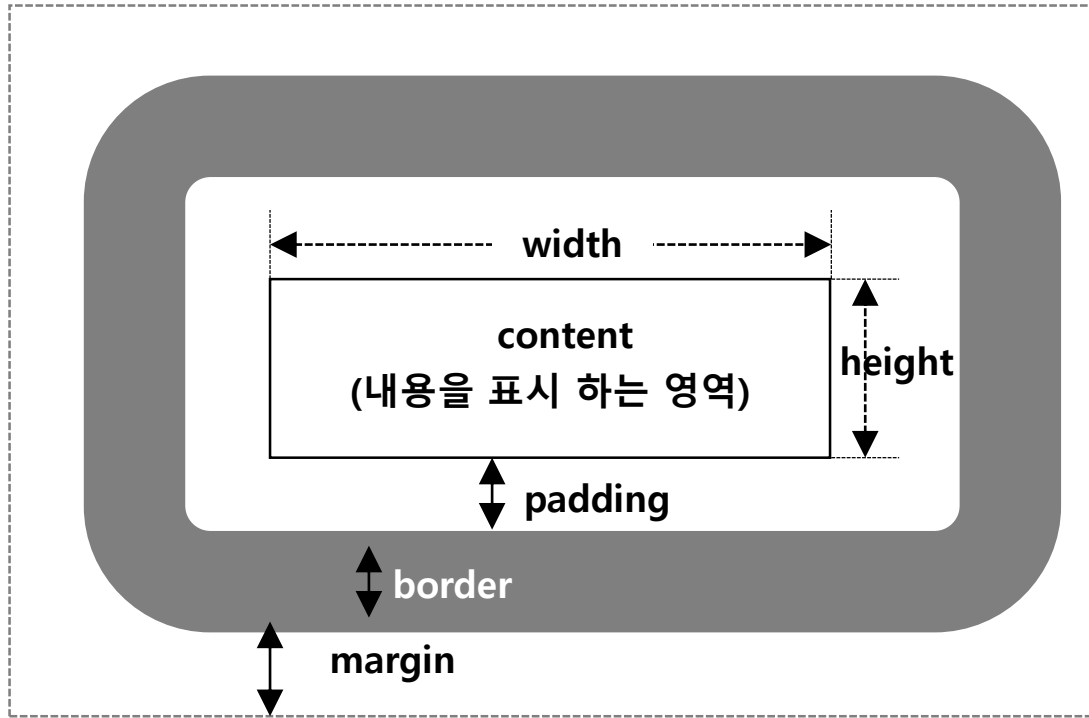 width
content
(내용을 표시 하는 영역)
height
padding
border
margin